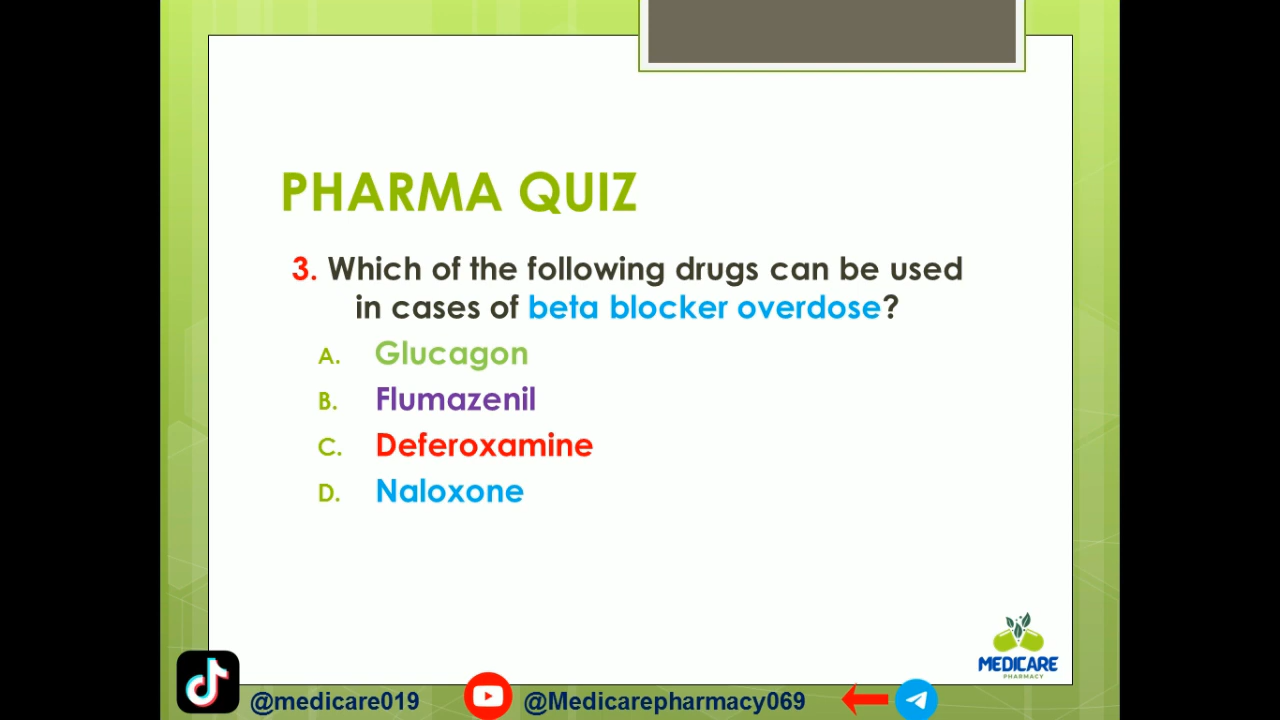 PHARMA QUIZ
3. Which of the following drugs can be used
in cases of beta blocker overdose?
A. Glucagon
B. Flumazenil
C. Deferoxamine
D. Naloxone
MEDICARE
PHARMACY
@medicare019 @Medicarepharmacy069